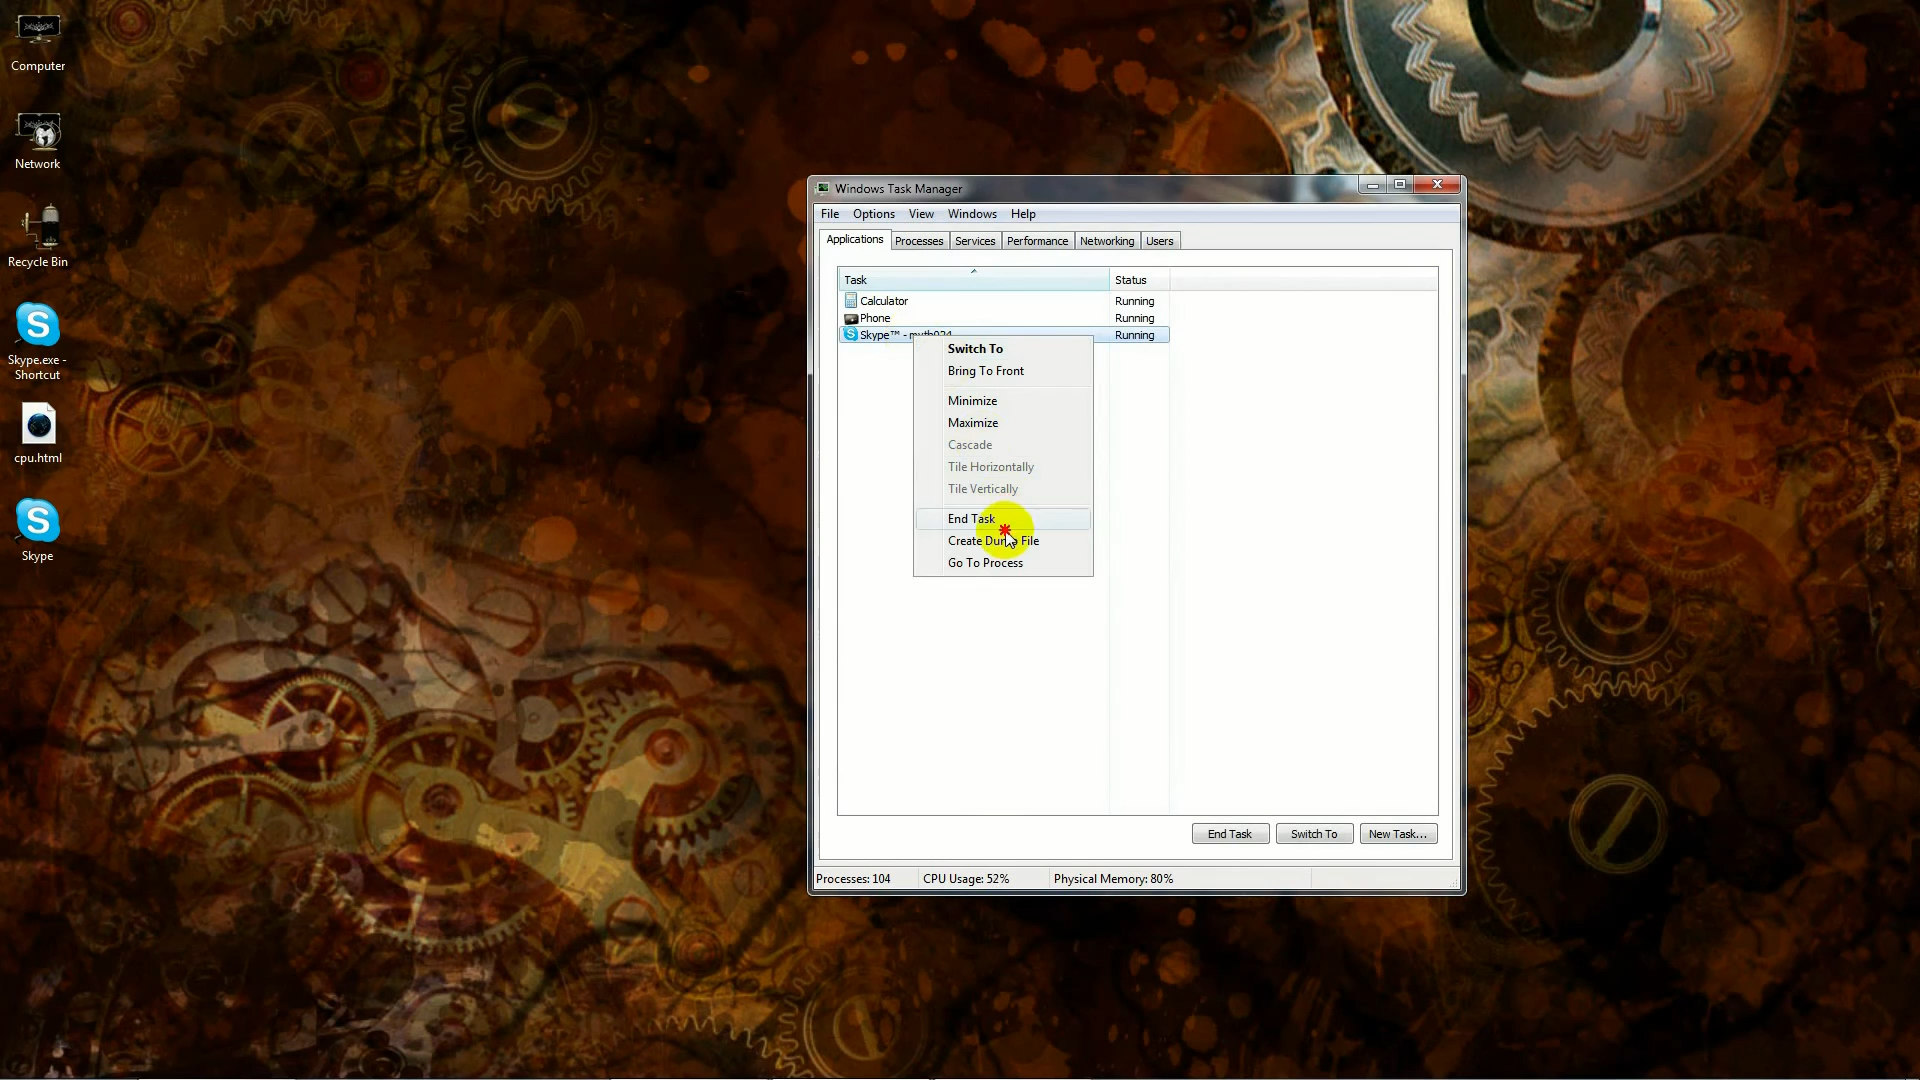 Computer
Network
Recycle Bin
Skype.exe -
Shortcut
cpu.html
Skype
Windows Task Manager
File Options View Windows Help
Applications Processes Services Performance Networking Users
Task Status
Calculator Running
Phone Running
Skype™ - myth024 Running
Switch To
Bring To Front
Minimize
Maximize
Cascade
Tile Horizontally
Tile Vertically
End Task
Create Dump File
Go To Process
End Task Switch To New Task...
Processes: 104 CPU Usage: 52% Physical Memory: 80%